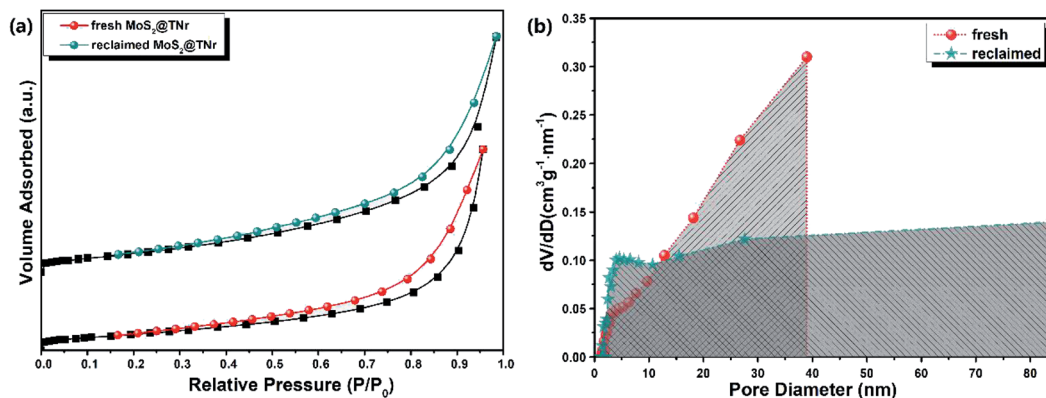 (a)
fresh MoS₂@TNr
reclaimed MoS₂@TNr
Volume Adsorbed (a.u.)
0.0 0.1 0.2 0.3 0.4 0.5 0.6 0.7 0.8 0.9 1.0
Relative Pressure (P/P₀)
(b)
fresh
reclaimed
dV/dD(cm³g⁻¹·nm⁻¹)
0.35
0.30
0.25
0.20
0.15
0.10
0.05
0.00
0 10 20 30 40 50 60 70 80
Pore Diameter (nm)